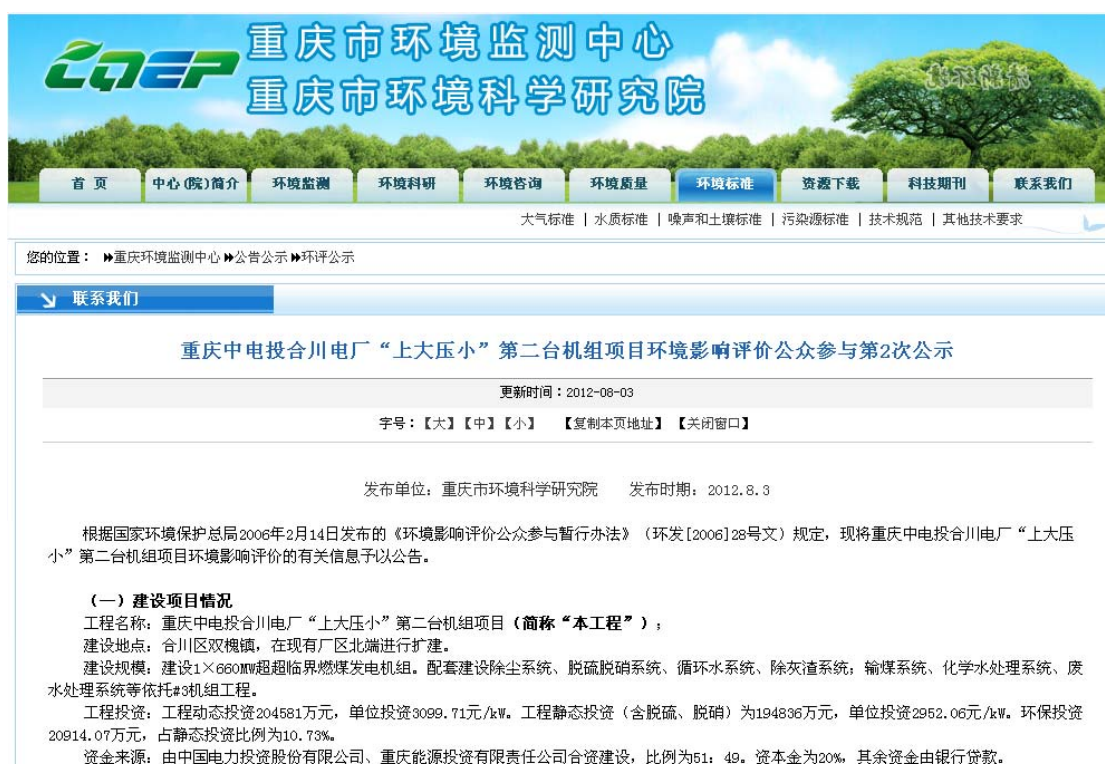 CQEP
重庆市环境监测中心
重庆市环境科学研究院
首 页 中心(院)简介 环境监测 环境科研 环境咨询 环境质量 环境标准 资源下载 科技期刊 联系我们
大气标准 | 水质标准 | 噪声和土壤标准 | 污染源标准 | 技术规范 | 其他技术要求
您的位置： 重庆环境监测中心 公告公示 环评公示
联系我们
重庆中电投合川电厂“上大压小”第二台机组项目环境影响评价公众参与第2次公示
更新时间：2012-08-03
字号：【大】【中】【小】 【复制本页地址】 【关闭窗口】
发布单位：重庆市环境科学研究院 发布时期：2012.8.3
根据国家环境保护总局2006年2月14日发布的《环境影响评价公众参与暂行办法》（环发[2006]28号文）规定，现将重庆中电投合川电厂“上大压
小”第二台机组项目环境影响评价的有关信息予以公告。
（一）建设项目情况
工程名称：重庆中电投合川电厂“上大压小”第二台机组项目（简称“本工程”）；
建设地点：合川区双槐镇，在现有厂区北端进行扩建。
建设规模：建设1×660MW超超临界燃煤发电机组。配套建设除尘系统、脱硫脱硝系统、循环水系统、除灰渣系统；输煤系统、化学水处理系统、废
水处理系统等依托#3机组工程。
工程投资：工程动态投资204581万元，单位投资3099.71元/kW。工程静态投资（含脱硫、脱硝）为194836万元，单位投资2952.06元/kW。环保投资
20914.07万元，占静态投资比例为10.73%。
资金来源：由中国电力投资股份有限公司、重庆能源投资有限责任公司合资建设，比例为51：49。资本金为20%，其余资金由银行贷款。